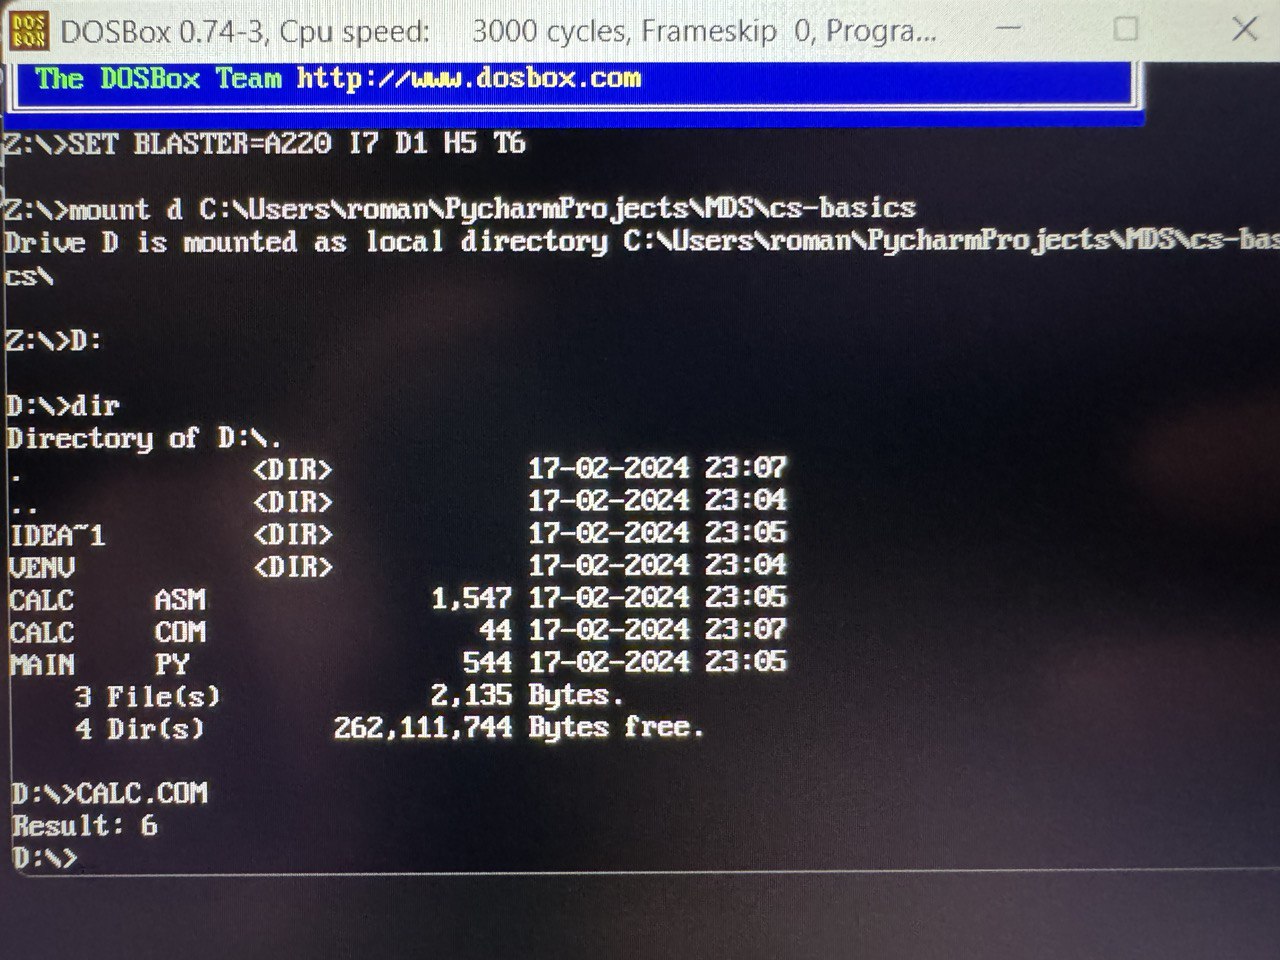 DOS
BOX
DOSBox 0.74-3, Cpu speed: 3000 cycles, Frameskip 0, Progra...
The DOSBox Team http://www.dosbox.com
Z:\>SET BLASTER=A220 I7 D1 H5 T6
Z:\>mount d C:\Users\roman\PycharmProjects\MDS\cs-basics
Drive D is mounted as local directory C:\Users\roman\PycharmProjects\MDS\cs-bas
cs\
Z:\>D:
D:\>dir
Directory of D:\.
. <DIR> 17-02-2024 23:07
.. <DIR> 17-02-2024 23:04
IDEA~1 <DIR> 17-02-2024 23:05
VENV <DIR> 17-02-2024 23:04
CALC ASM 1,547 17-02-2024 23:05
CALC COM 44 17-02-2024 23:07
MAIN PY 544 17-02-2024 23:05
3 File(s) 2,135 Bytes.
4 Dir(s) 262,111,744 Bytes free.
D:\>CALC.COM
Result: 6
D:\>